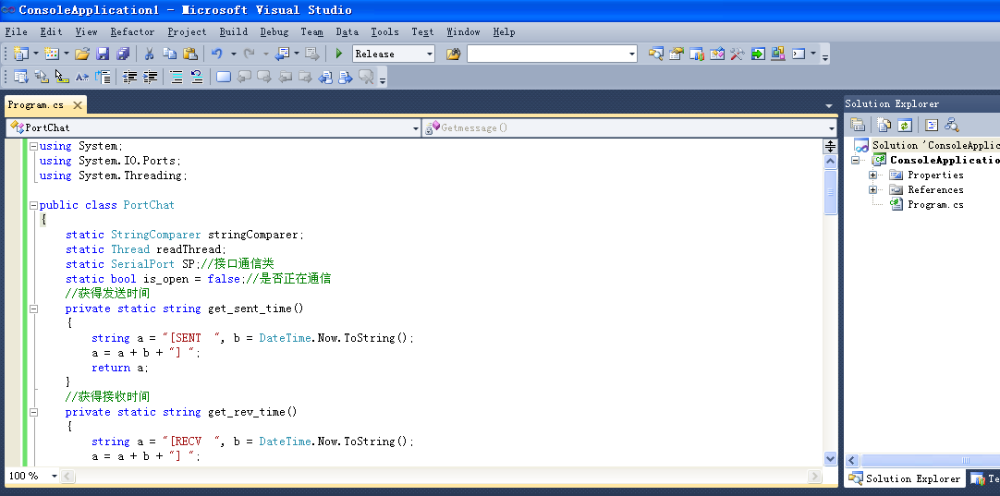 ConsoleApplication1 - Microsoft Visual Studio
File Edit View Refactor Project Build Debug Team Data Tools Test Window Help
Release
Program.cs
PortChat
Getmessage()
using System;
using System.IO.Ports;
using System.Threading;
public class PortChat
{
static StringComparer stringComparer;
static Thread readThread;
static SerialPort SP;//接口通信类
static bool is_open = false;//是否正在通信
//获得发送时间
private static string get_sent_time()
{
string a = "[SENT  ", b = DateTime.Now.ToString();
a = a + b + "] ";
return a;
}
//获得接收时间
private static string get_rev_time()
{
string a = "[RECV  ", b = DateTime.Now.ToString();
a = a + b + "] ";
100 %
Solution Explorer
Solution 'ConsoleApplic
ConsoleApplicatio
Properties
References
Program.cs
Solution Explorer
Te